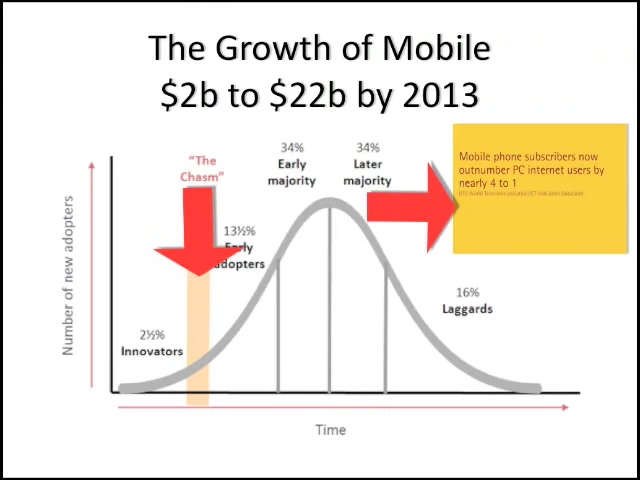 The Growth of Mobile
$2b to $22b by 2013
"The
Chasm"
34%
Early
majority
34%
Later
majority
Mobile phone subscribers now
outnumber PC internet users by
nearly 4 to 1
13½%
Early
adopters
16%
Laggards
2½%
Innovators
Number of new adopters
Time